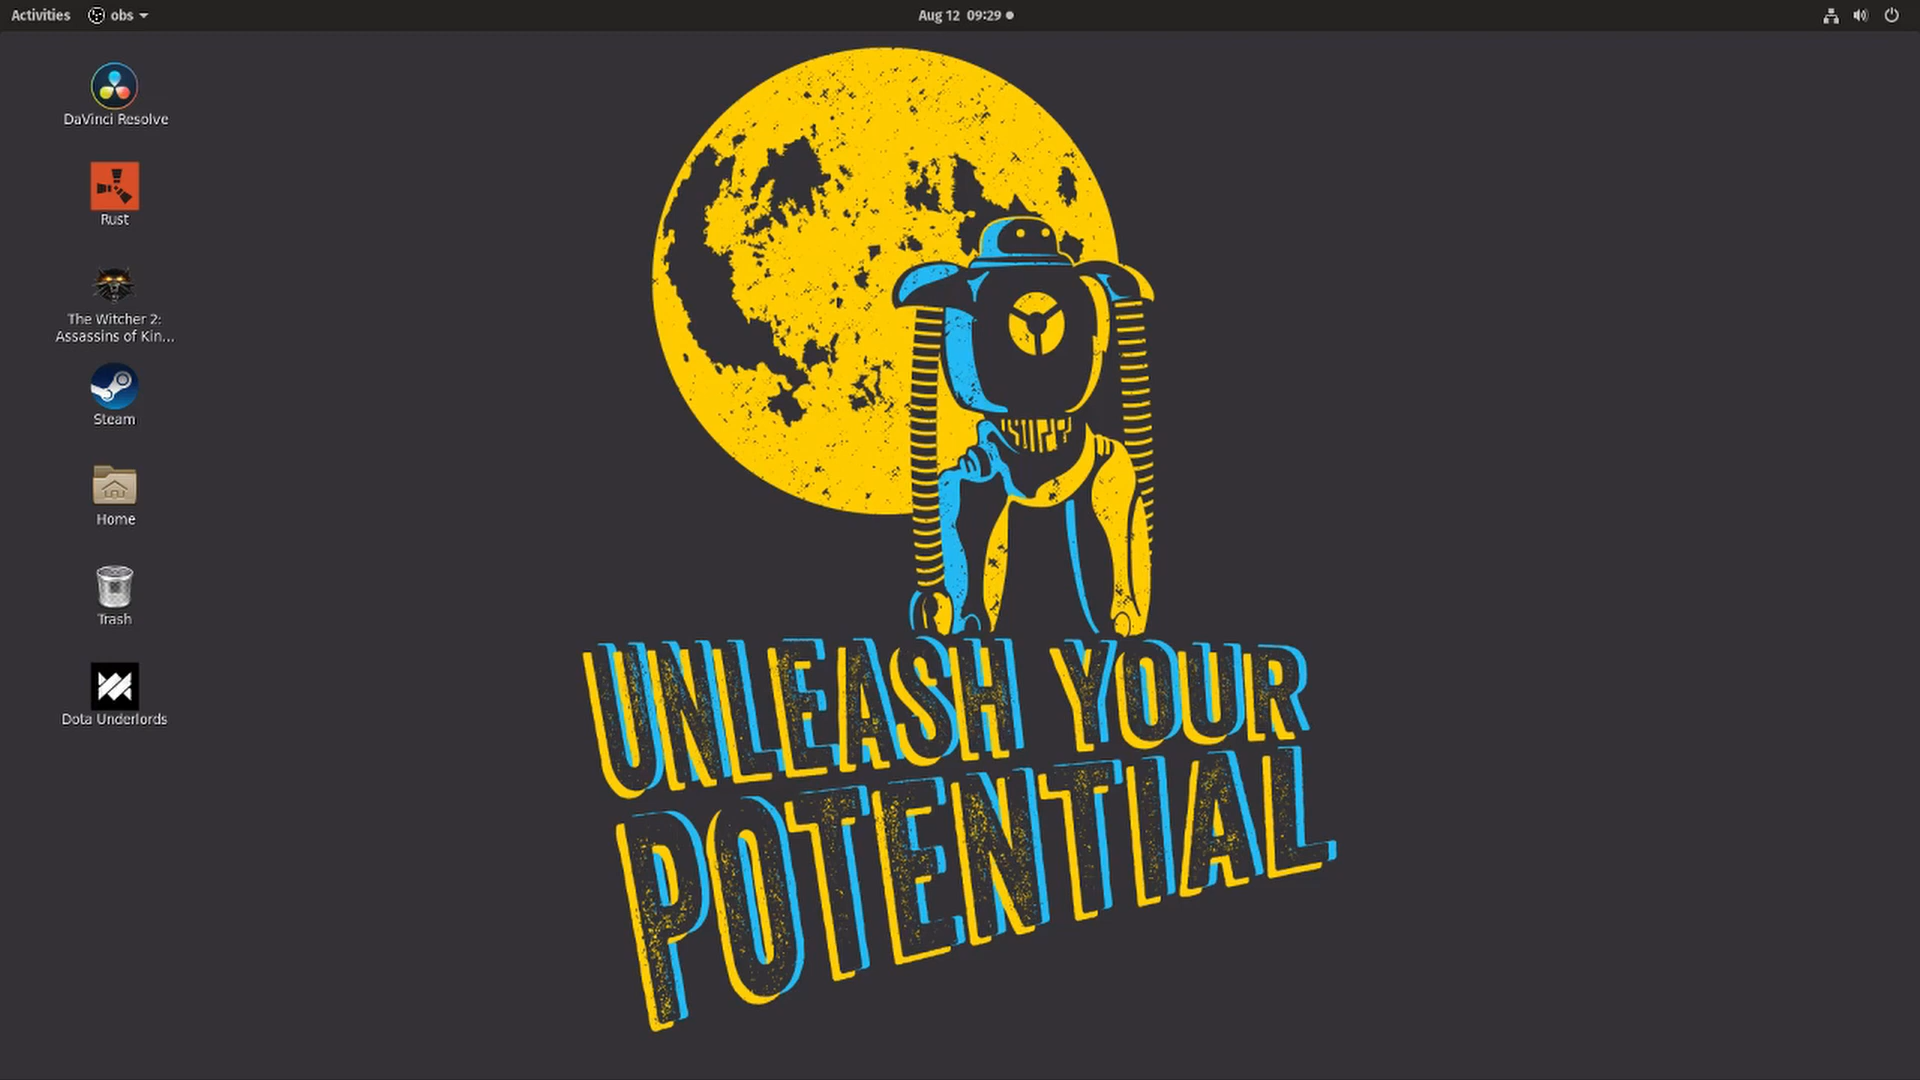 Activities
obs
Aug 12 09:29
DaVinci Resolve
Rust
The Witcher 2:
Assassins of Kin...
Steam
Home
Trash
Dota Underlords
UNLEASH YOUR
POTENTIAL